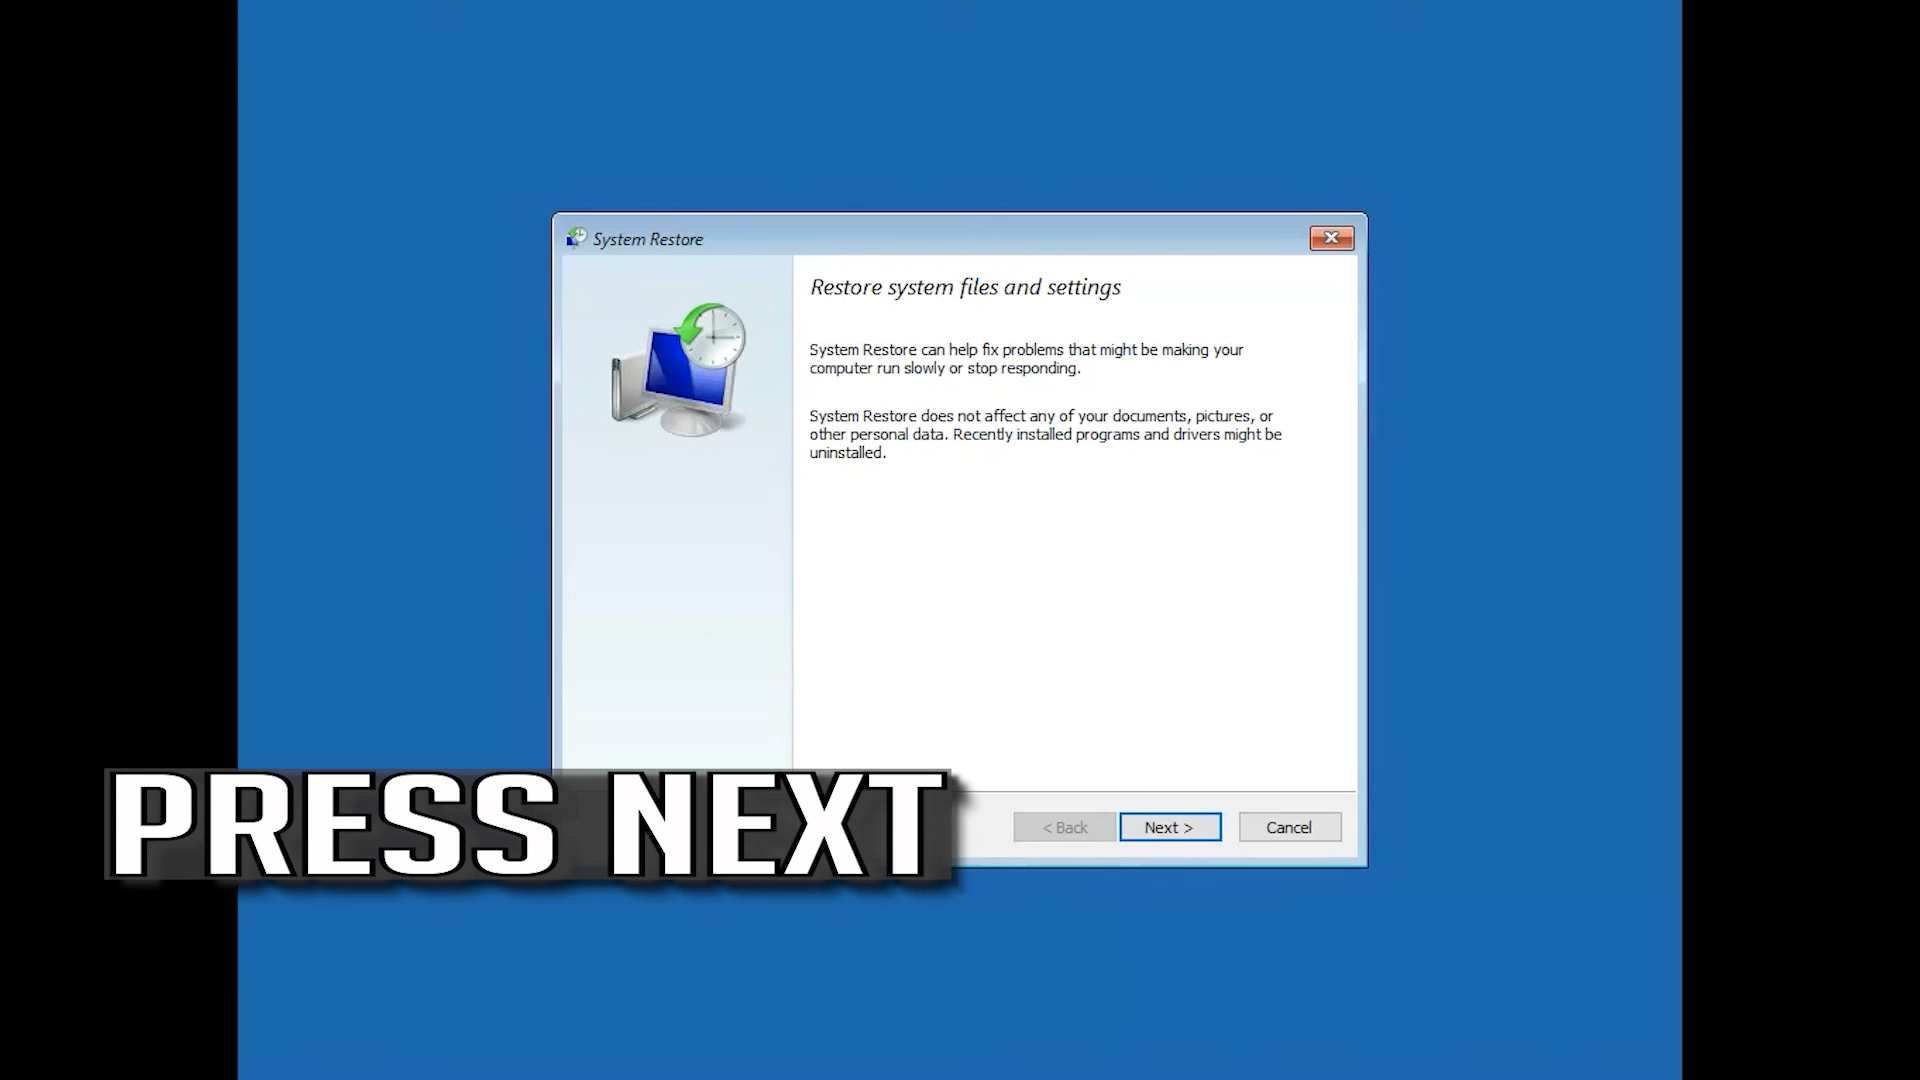 System Restore
Restore system files and settings
System Restore can help fix problems that might be making your
computer run slowly or stop responding.
System Restore does not affect any of your documents, pictures, or
other personal data. Recently installed programs and drivers might be
uninstalled.
PRESS NEXT
< Back
Next >
Cancel